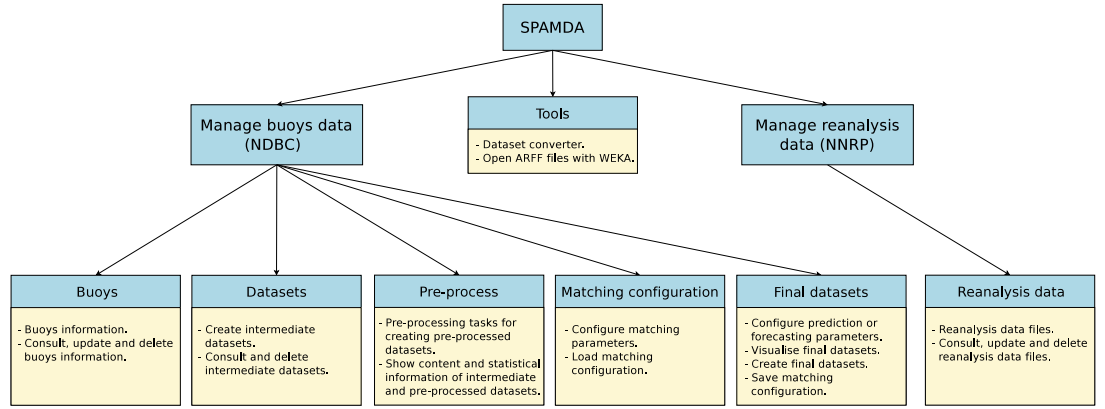 SPAMDA
Manage buoys data
(NDBC)
Tools
- Dataset converter.
- Open ARFF files with WEKA.
Manage reanalysis
data (NNRP)
Buoys
- Buoys information.
- Consult, update and delete
buoys information.
Datasets
- Create intermediate
datasets.
- Consult and delete
intermediate datasets.
Pre-process
- Pre-processing tasks for
creating pre-processed
datasets.
- Show content and statistical
information of intermediate
and pre-processed datasets.
Matching configuration
- Configure matching
parameters.
- Load matching
configuration.
Final datasets
- Configure prediction or
forecasting parameters.
- Visualise final datasets.
- Create final datasets.
- Save matching
configuration.
Reanalysis data
- Reanalysis data files.
- Consult, update and delete
reanalysis data files.